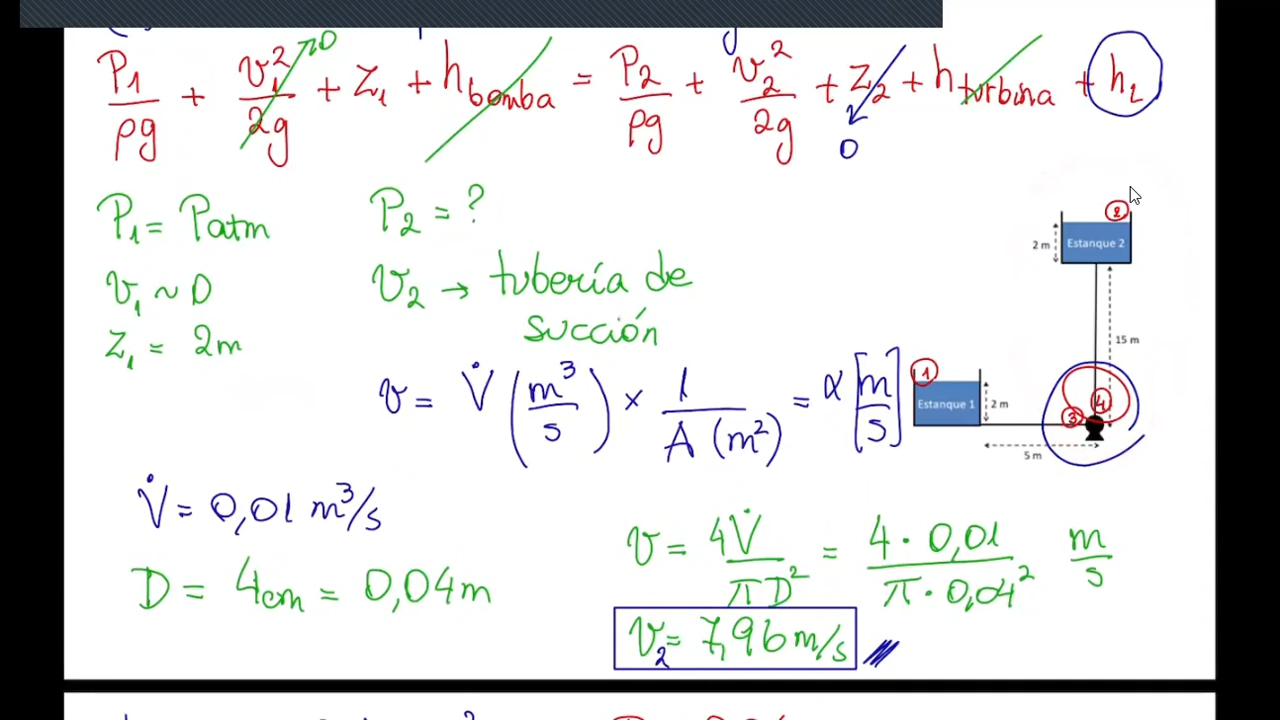 P₁/ρg + v₁²/2g → 0 + z₁ + h bomba = P₂/ρg + v₂²/2g + z₂ + h turbina + h_L
0
P₁ = Patm P₂ = ?
v₁ ~ 0 v₂ → tubería de
succión
z₁ = 2m
v = V̇ (m³/s) × 1/A (m²) = α [m/s]
V̇ = 0,01 m³/s
D = 4cm = 0,04m
v = 4V̇/πD² = 4 · 0,01/π · 0,04² m/s
v₂ = 7,96 m/s
2
2 m
Estanque 2
15 m
1
Estanque 1
2 m
3
4
5 m